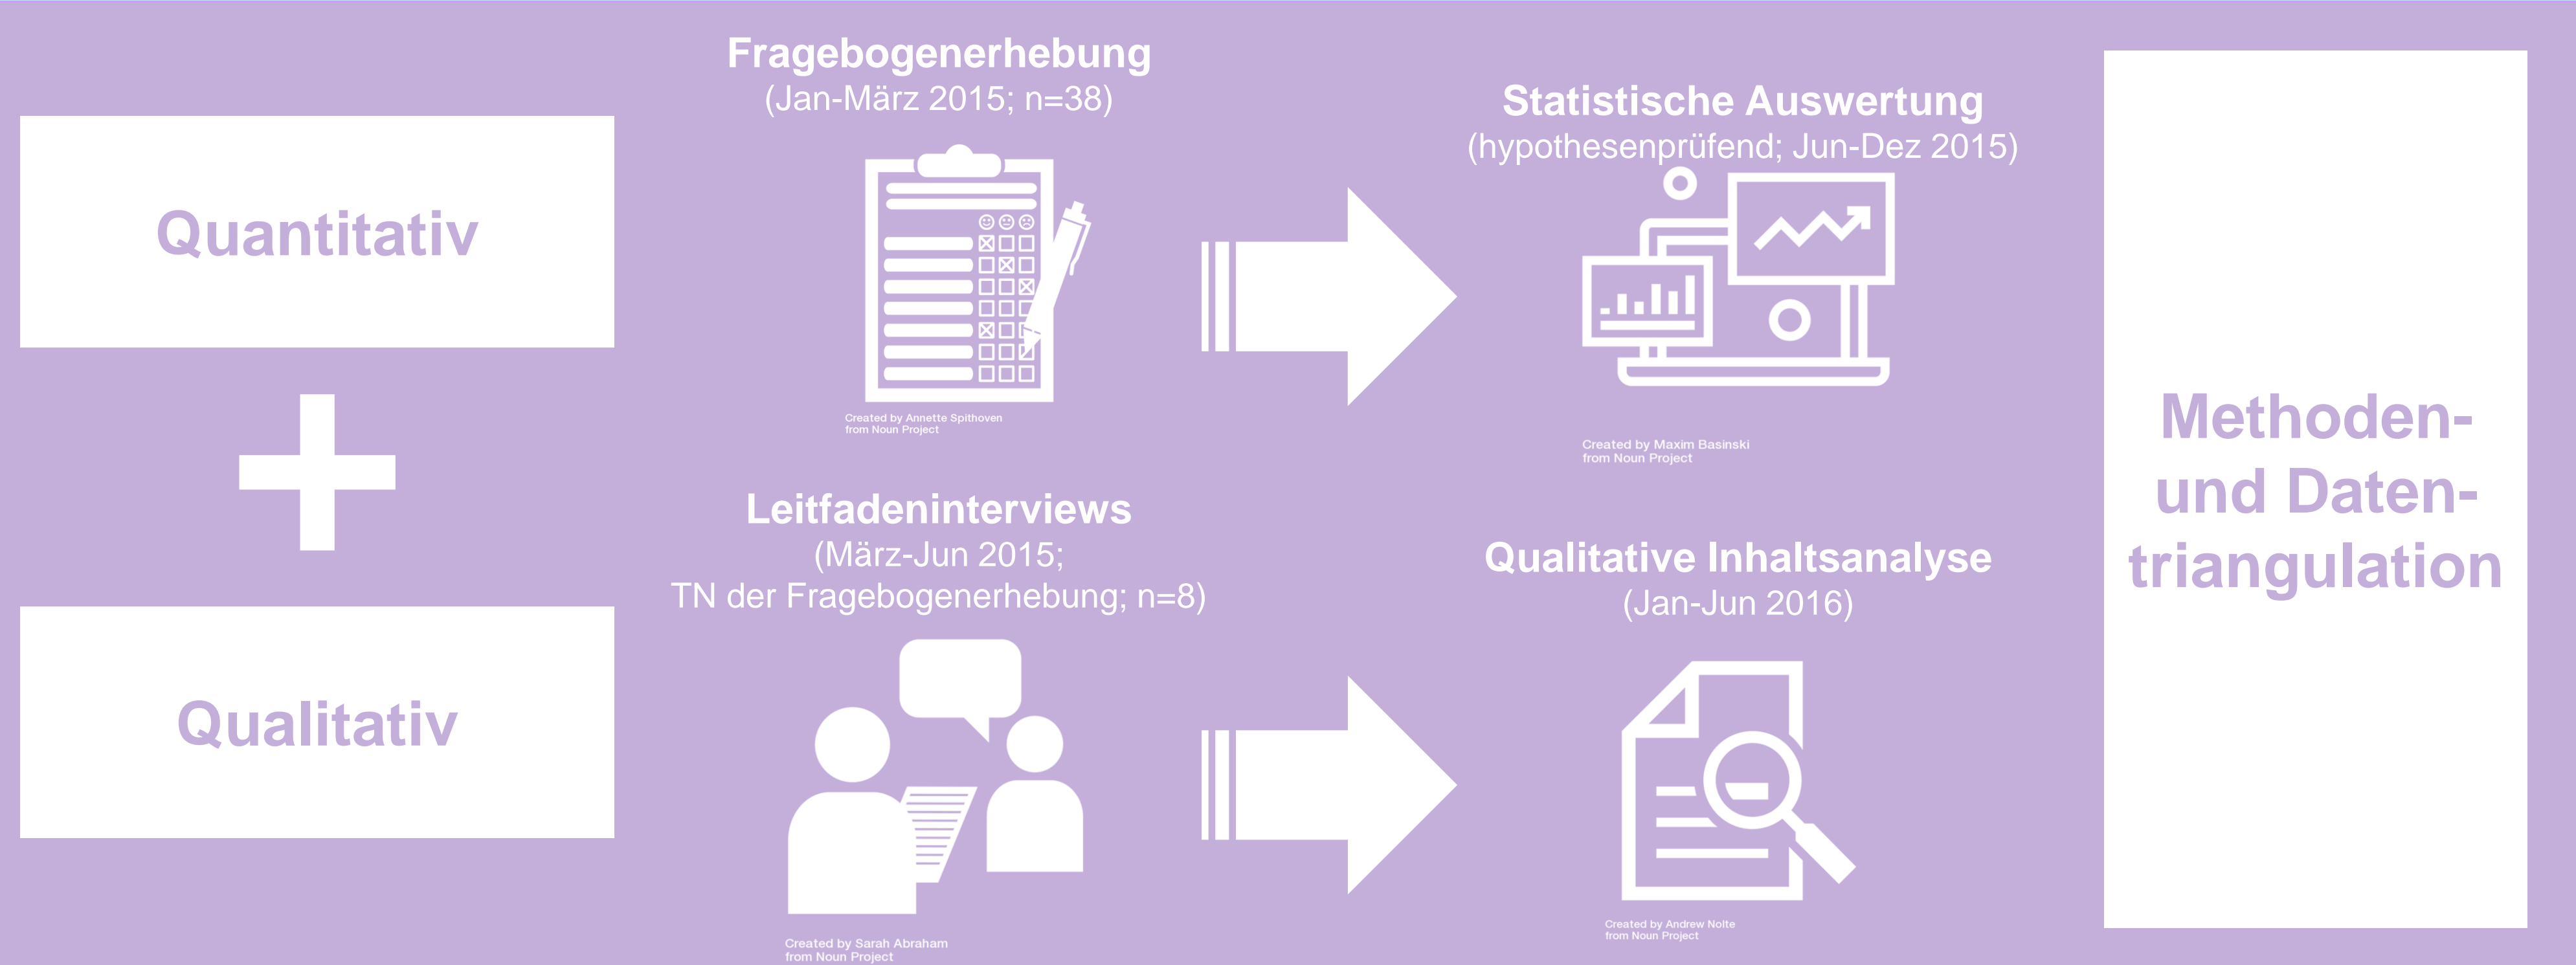 Quantitativ
Fragebogenerhebung
(Jan-März 2015; n=38)
Created by Annette Spithoven
from Noun Project
Statistische Auswertung
(hypothesenprüfend; Jun-Dez 2015)
Created by Maxim Basinski
from Noun Project
Qualitativ
Leitfadeninterviews
(März-Jun 2015;
TN der Fragebogenerhebung; n=8)
Created by Sarah Abraham
from Noun Project
Qualitative Inhaltsanalyse
(Jan-Jun 2016)
Created by Andrew Nolte
from Noun Project
Methoden-
und Daten-
triangulation